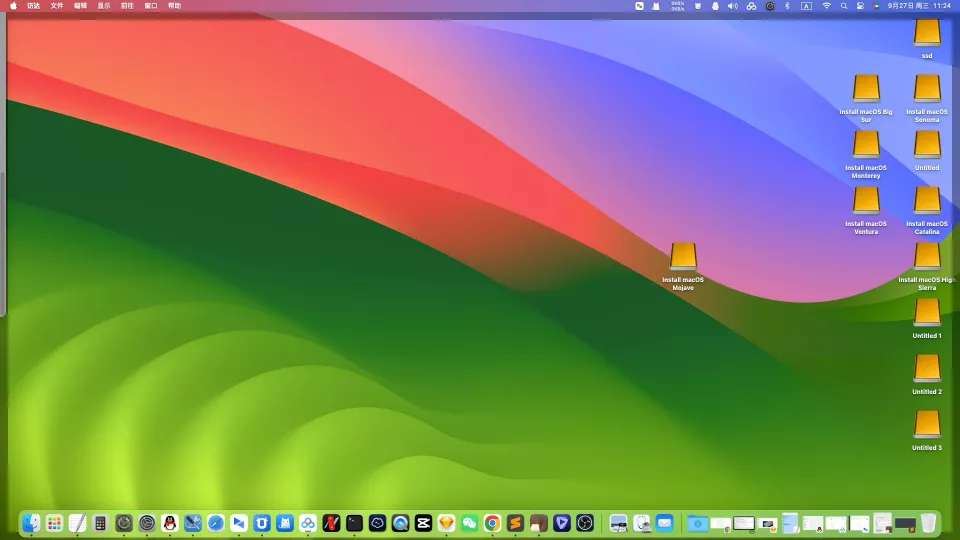 访达 文件 编辑 显示 前往 窗口 帮助
0KB/s
0KB/s
A
9月27日 周三 11:24
ssd
Install macOS Big
Sur
Install macOS
Sonoma
Install macOS
Monterey
Untitled
Install macOS
Ventura
Install macOS
Catalina
Install macOS
Mojave
Install macOS High
Sierra
Untitled 1
Untitled 2
Untitled 3